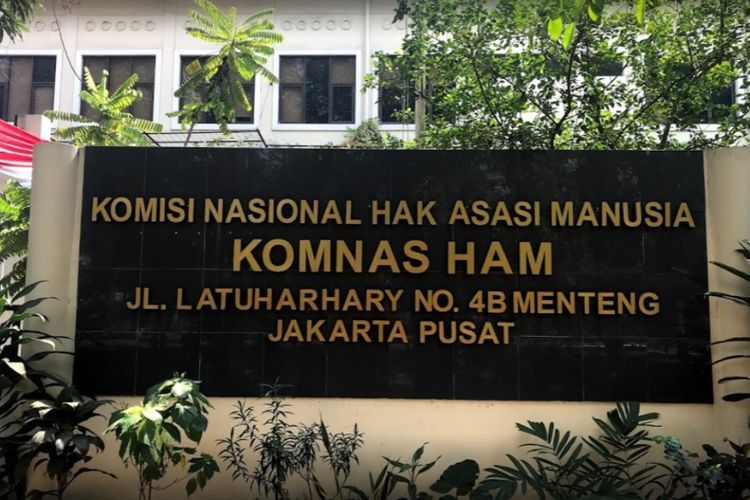 KOMISI NASIONAL HAK ASASI MANUSIA
KOMNAS HAM
JL. LATUHARHARY NO. 4B MENTENG
JAKARTA PUSAT